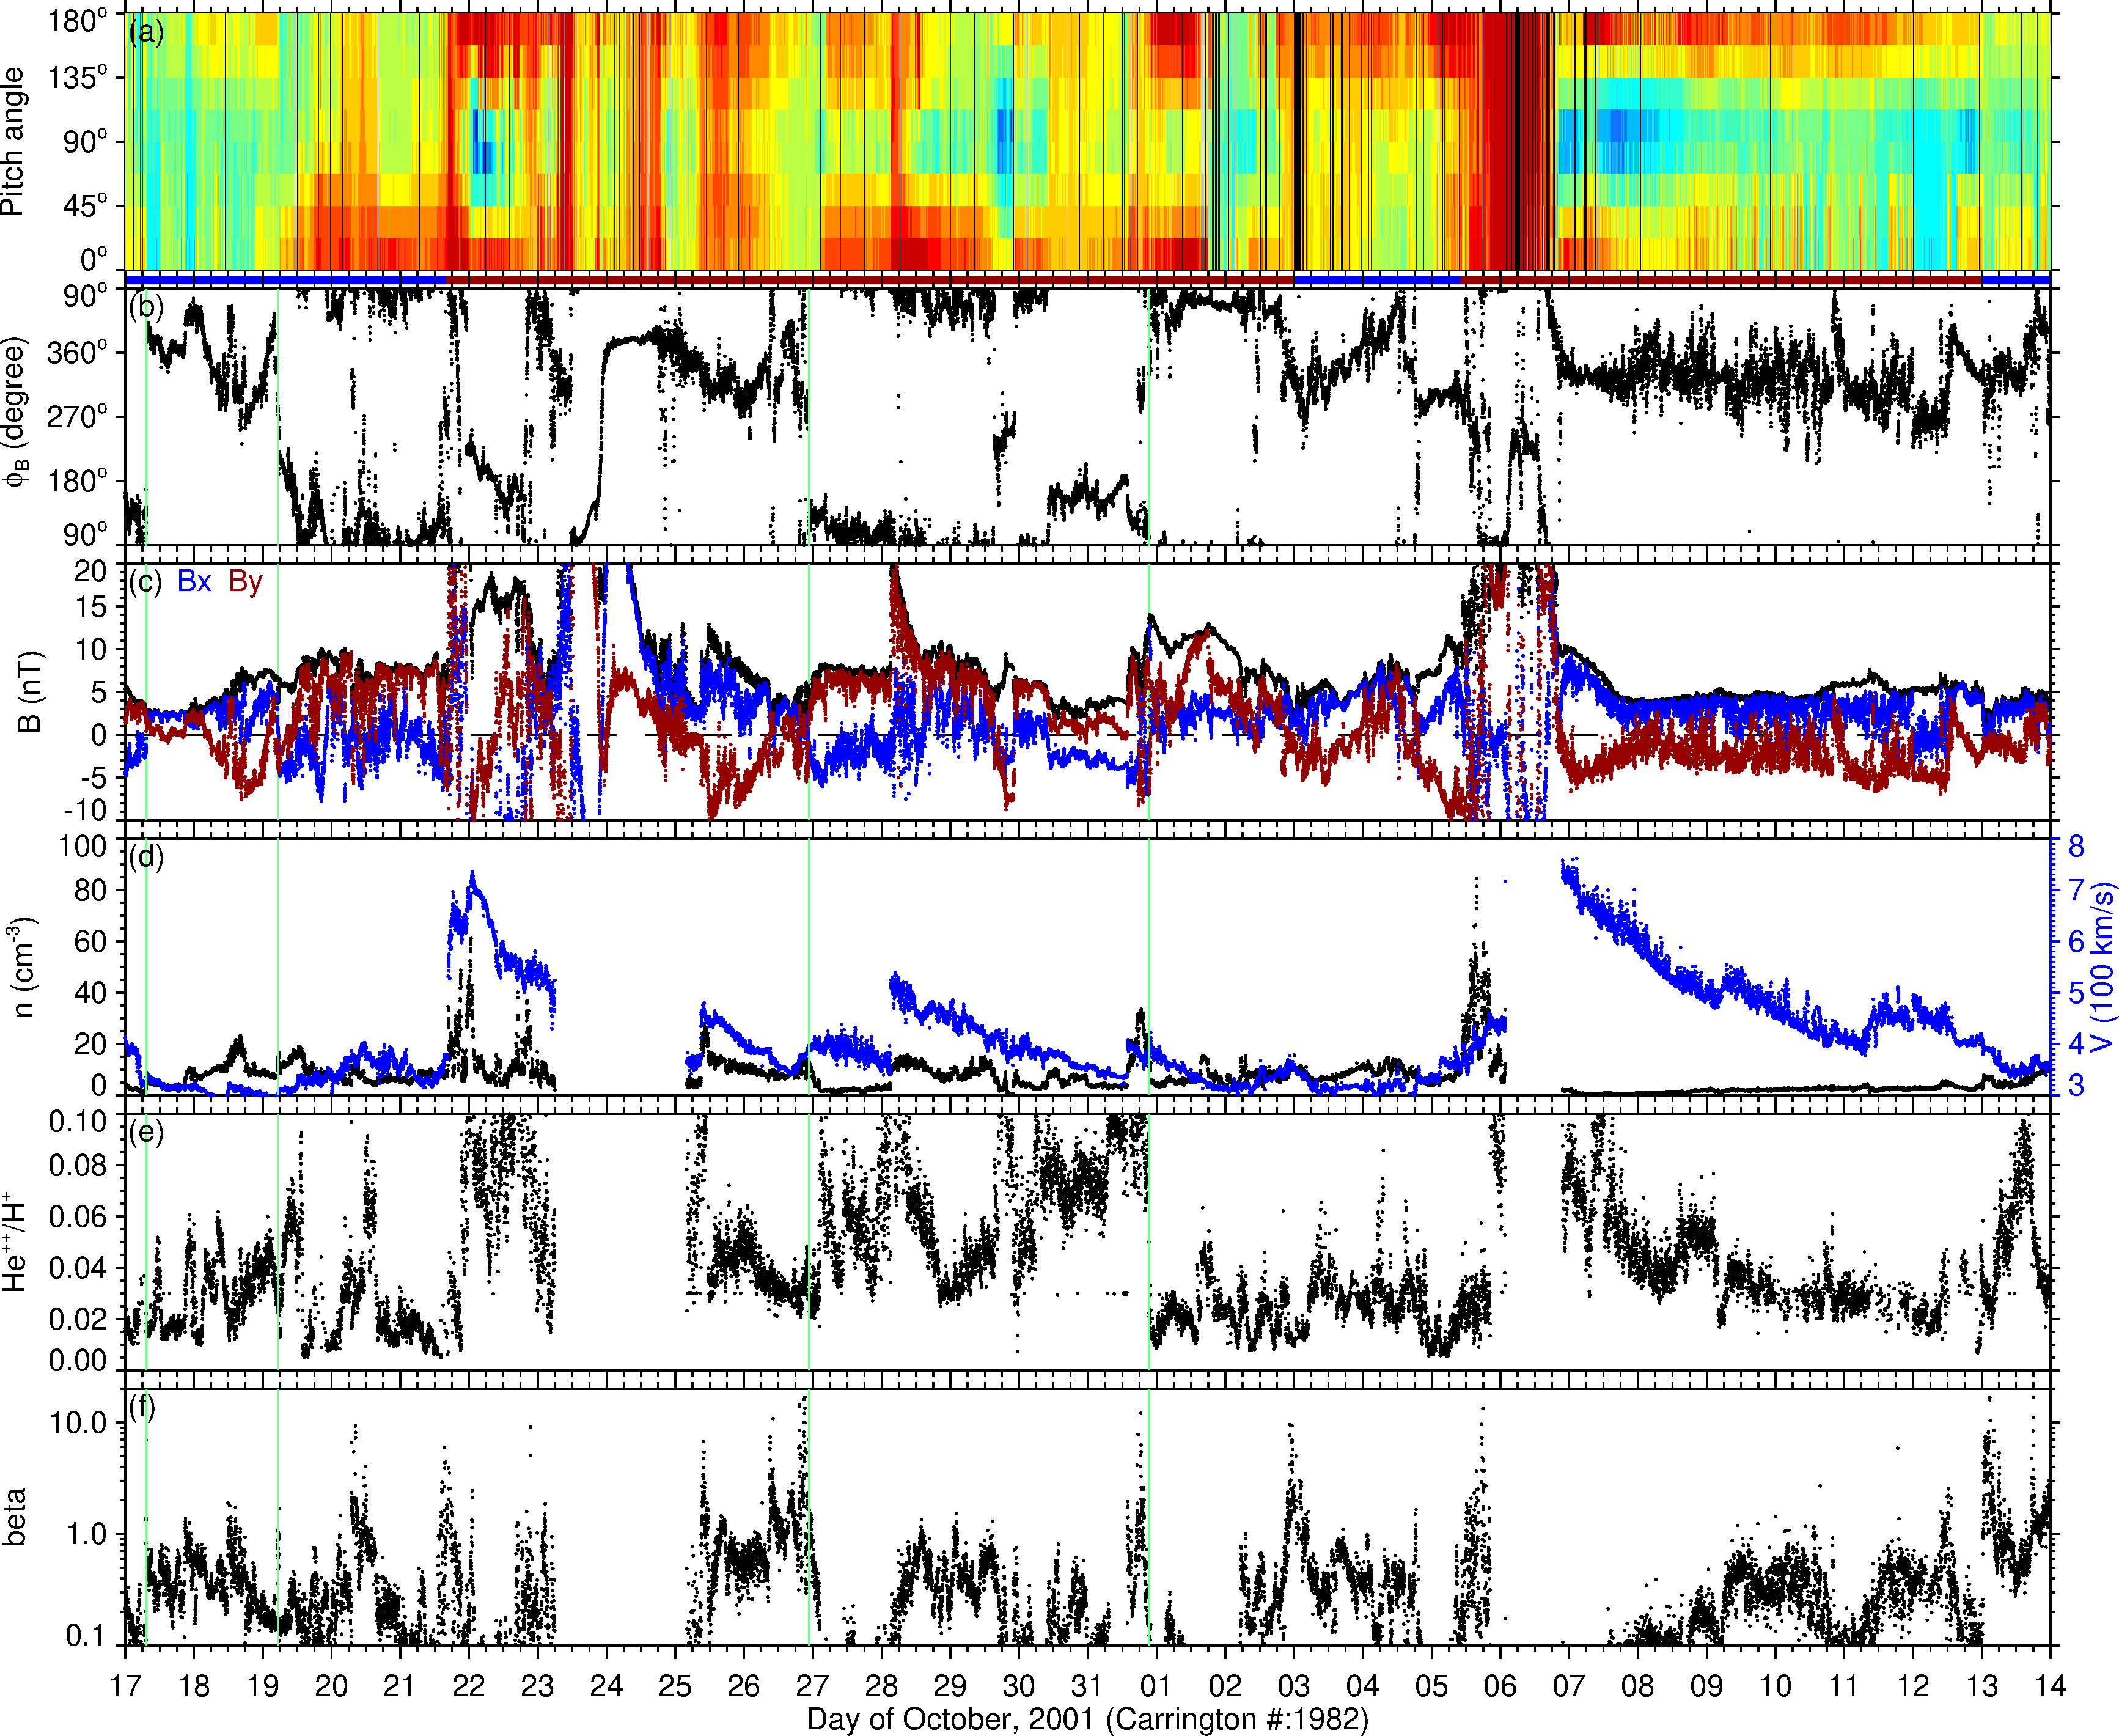 (a)
180°
135°
90°
45°
0°
Pitch angle
(b)
90°
360°
270°
180°
90°
ϕB (degree)
(c) Bx By
20
15
10
5
0
-5
-10
B (nT)
(d)
100
80
60
40
20
0
n (cm-3)
8
7
6
5
4
3
V (100 km/s)
(e)
0.10
0.08
0.06
0.04
0.02
0.00
He++/H+
(f)
10.0
1.0
0.1
beta
17 18 19 20 21 22 23 24 25 26 27 28 29 30 31 01 02 03 04 05 06 07 08 09 10 11 12 13 14
Day of October, 2001 (Carrington #:1982)